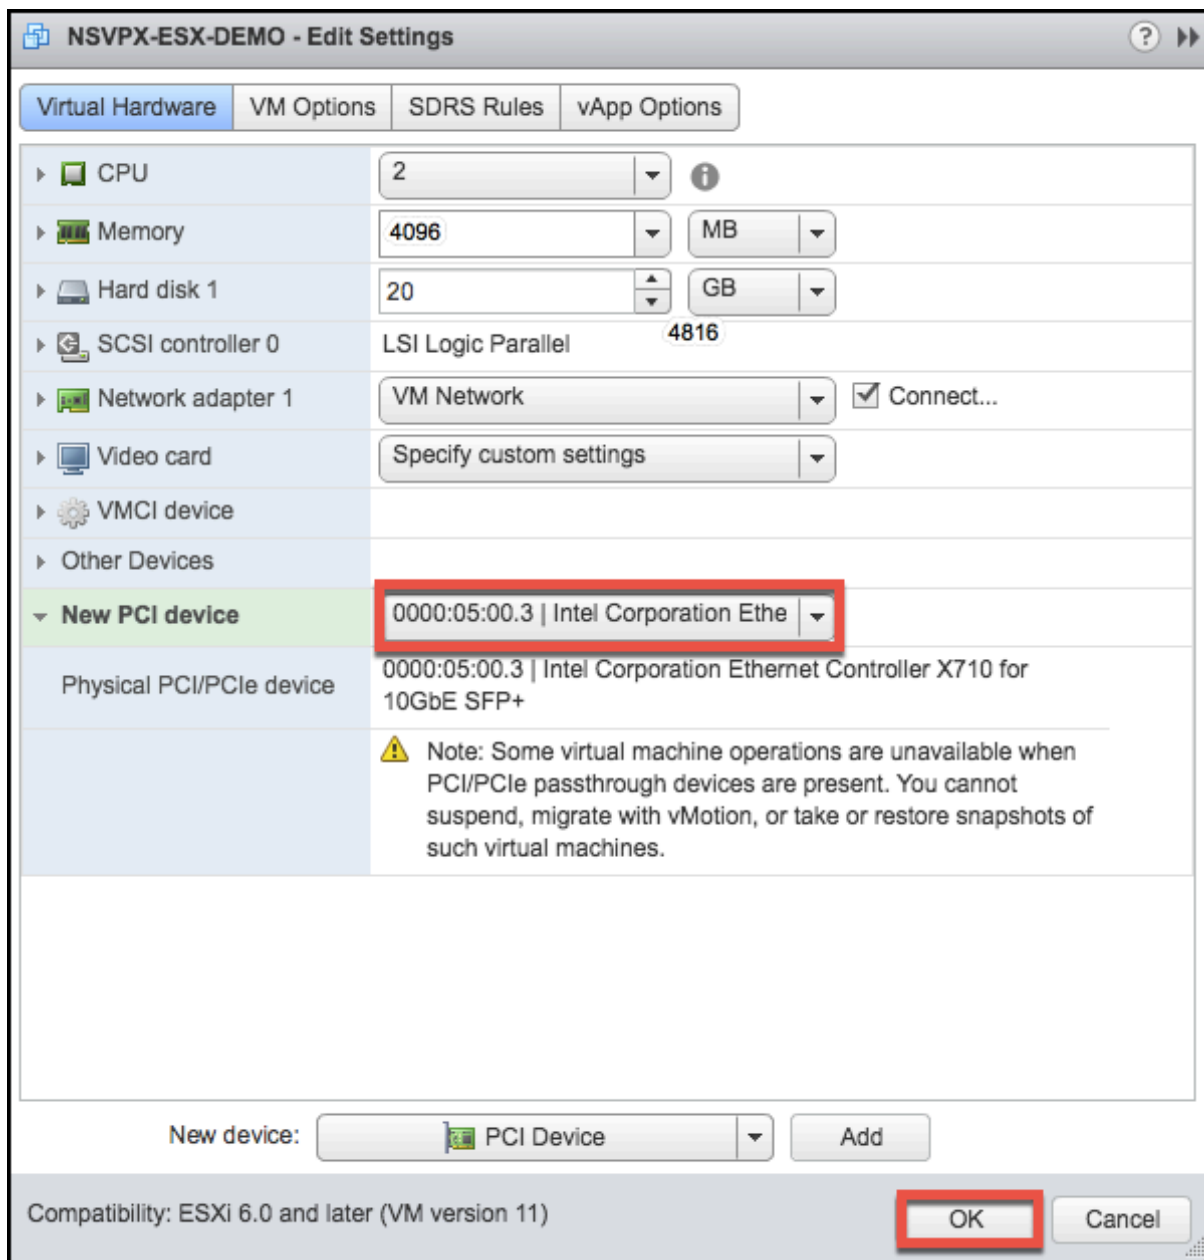 NSVPX-ESX-DEMO - Edit Settings ?
Virtual Hardware VM Options SDRS Rules vApp Options
CPU 2
Memory 4096 MB
Hard disk 1 20 GB
4816
SCSI controller 0 LSI Logic Parallel
Network adapter 1 VM Network Connect...
Video card Specify custom settings
VMCI device
Other Devices
New PCI device 0000:05:00.3 | Intel Corporation Ethe
Physical PCI/PCIe device 0000:05:00.3 | Intel Corporation Ethernet Controller X710 for
10GbE SFP+
Note: Some virtual machine operations are unavailable when
PCI/PCIe passthrough devices are present. You cannot
suspend, migrate with vMotion, or take or restore snapshots of
such virtual machines.
New device: PCI Device Add
Compatibility: ESXi 6.0 and later (VM version 11) OK Cancel